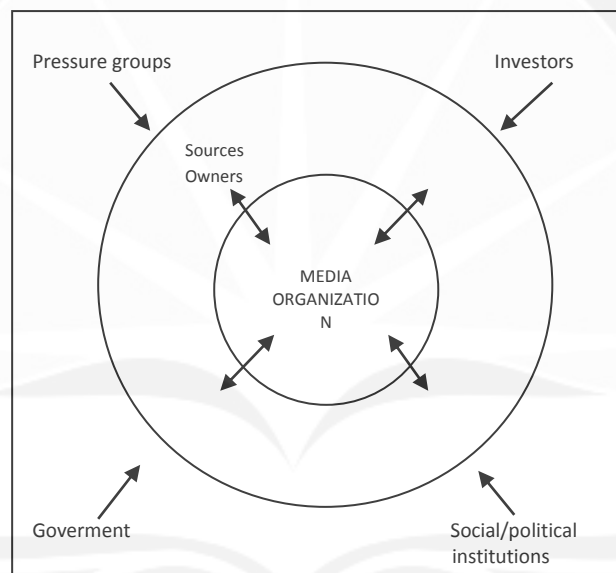 Pressure groups
Investors
Sources
Owners
MEDIA
ORGANIZATIO
N
Goverment
Social/political
institutions